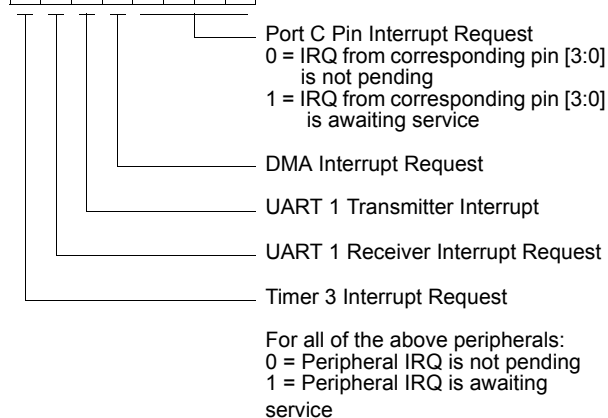 Port C Pin Interrupt Request
0 = IRQ from corresponding pin [3:0]
is not pending
1 = IRQ from corresponding pin [3:0]
is awaiting service
DMA Interrupt Request
UART 1 Transmitter Interrupt
UART 1 Receiver Interrupt Request
Timer 3 Interrupt Request
For all of the above peripherals:
0 = Peripheral IRQ is not pending
1 = Peripheral IRQ is awaiting
service